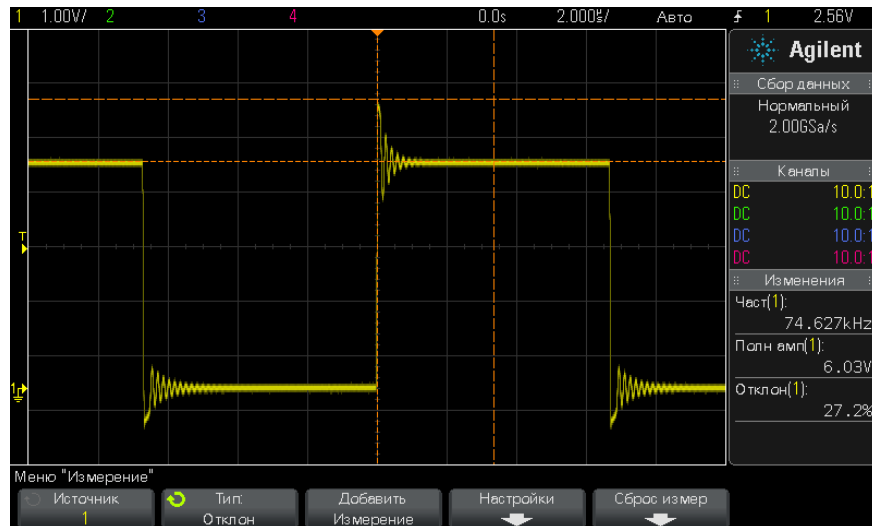 1 1.00V/ 2 3 4 0.0s 2.000µs/ Авто 1 2.56V
Agilent
Сбор данных
Нормальный
2.00GSa/s
Каналы
DC 10.0:1
DC 10.0:1
DC 10.0:1
DC 10.0:1
Изменения
Част(1):
74.627kHz
Полн амп(1):
6.03V
Отклон(1):
27.2%
T
1
Меню "Измерение"
Источник Тип: Добавить Настройки Сброс измер
1 Отклон Измерение